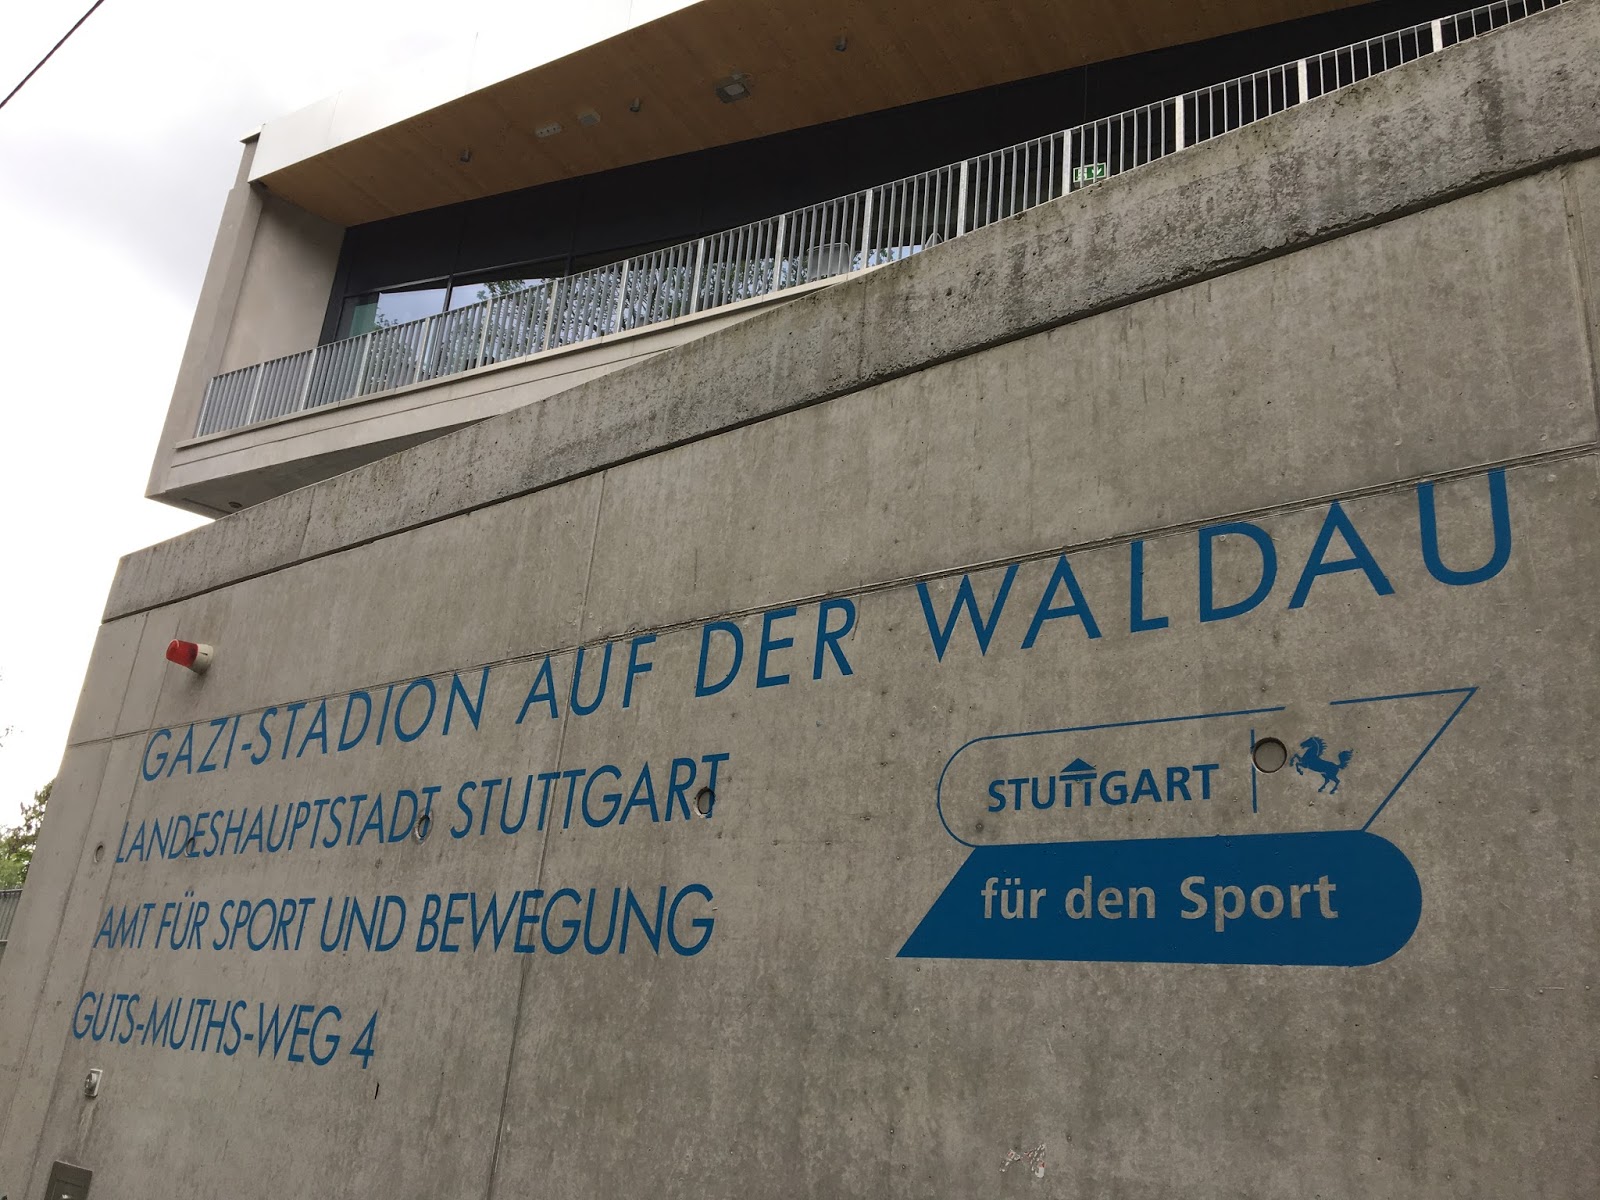 GAZI-STADION AUF DER WALDAU
LANDESHAUPTSTADT STUTTGART
AMT FÜR SPORT UND BEWEGUNG
GUTS-MUTHS-WEG 4
STUTTGART
für den Sport